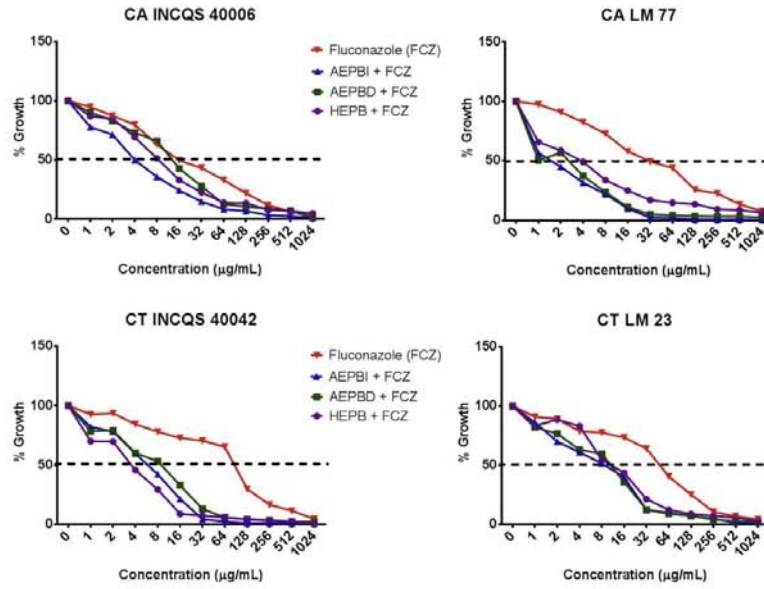 CA INCQS 40006
150
100
50
0
% Growth
0 1 2 4 8 16 32 64 128 256 512 1024
Concentration (µg/mL)
Fluconazole (FCZ)
AEPBI + FCZ
AEPBD + FCZ
HEPB + FCZ
CA LM 77
150
100
50
0
% Growth
0 1 2 4 8 16 32 64 128 256 512 1024
Concentration (µg/mL)
CT INCQS 40042
150
100
50
0
% Growth
0 1 2 4 8 16 32 64 128 256 512 1024
Concentration (µg/mL)
Fluconazole (FCZ)
AEPBI + FCZ
AEPBD + FCZ
HEPB + FCZ
CT LM 23
150
100
50
0
% Growth
0 1 2 4 8 16 32 64 128 256 512 1024
Concentration (µg/mL)